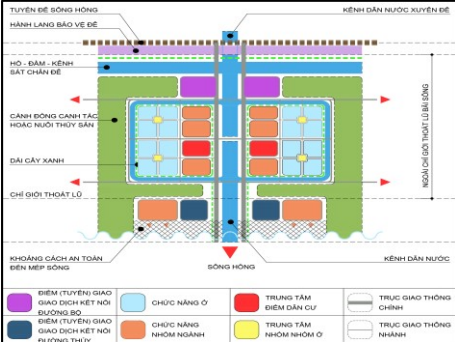 TUYẾN ĐÊ SÔNG HỒNG
HÀNH LANG BẢO VỆ ĐÊ
HỒ - ĐẦM - KÊNH
SÁT CHÂN ĐÊ
CÁNH ĐỒNG CANH TÁC
HOẶC NUÔI THỦY SẢN
DẢI CÂY XANH
CHỈ GIỚI THOÁT LŨ
KHOẢNG CÁCH AN TOÀN
ĐẾN MÉP SÔNG
KÊNH DẪN NƯỚC XUYÊN ĐÊ
NGOÀI CHỈ GIỚI THOÁT LŨ BÃI SÔNG
SÔNG HỒNG
KÊNH DẪN NƯỚC
ĐIỂM (TUYẾN) GIAO
GIAO DỊCH KẾT NỐI
ĐƯỜNG BỘ
CHỨC NĂNG Ở
TRUNG TÂM
ĐIỂM DÂN CƯ
TRỤC GIAO THÔNG
CHÍNH
ĐIỂM (TUYẾN) GIAO
GIAO DỊCH KẾT NỐI
ĐƯỜNG THỦY
CHỨC NĂNG
NHÓM NGÀNH
TRUNG TÂM
NHÓM NHÓM Ở
TRỤC GIAO THÔNG
NHÁNH